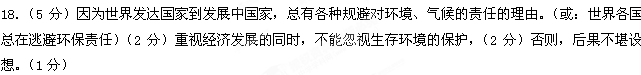 18.（5 分）因为世界发达国家到发展中国家，总有各种规避对环境、气候的责任的理由。（或：世界各国
总在逃避环保责任）（2 分）重视经济发展的同时，不能忽视生存环境的保护，（2 分）否则，后果不堪设
想。（1 分）